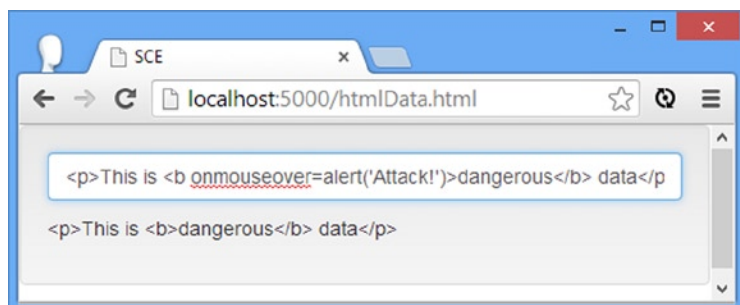 SCE
localhost:5000/htmlData.html
<p>This is <b onmouseover=alert('Attack!')>dangerous</b> data</p
<p>This is <b>dangerous</b> data</p>